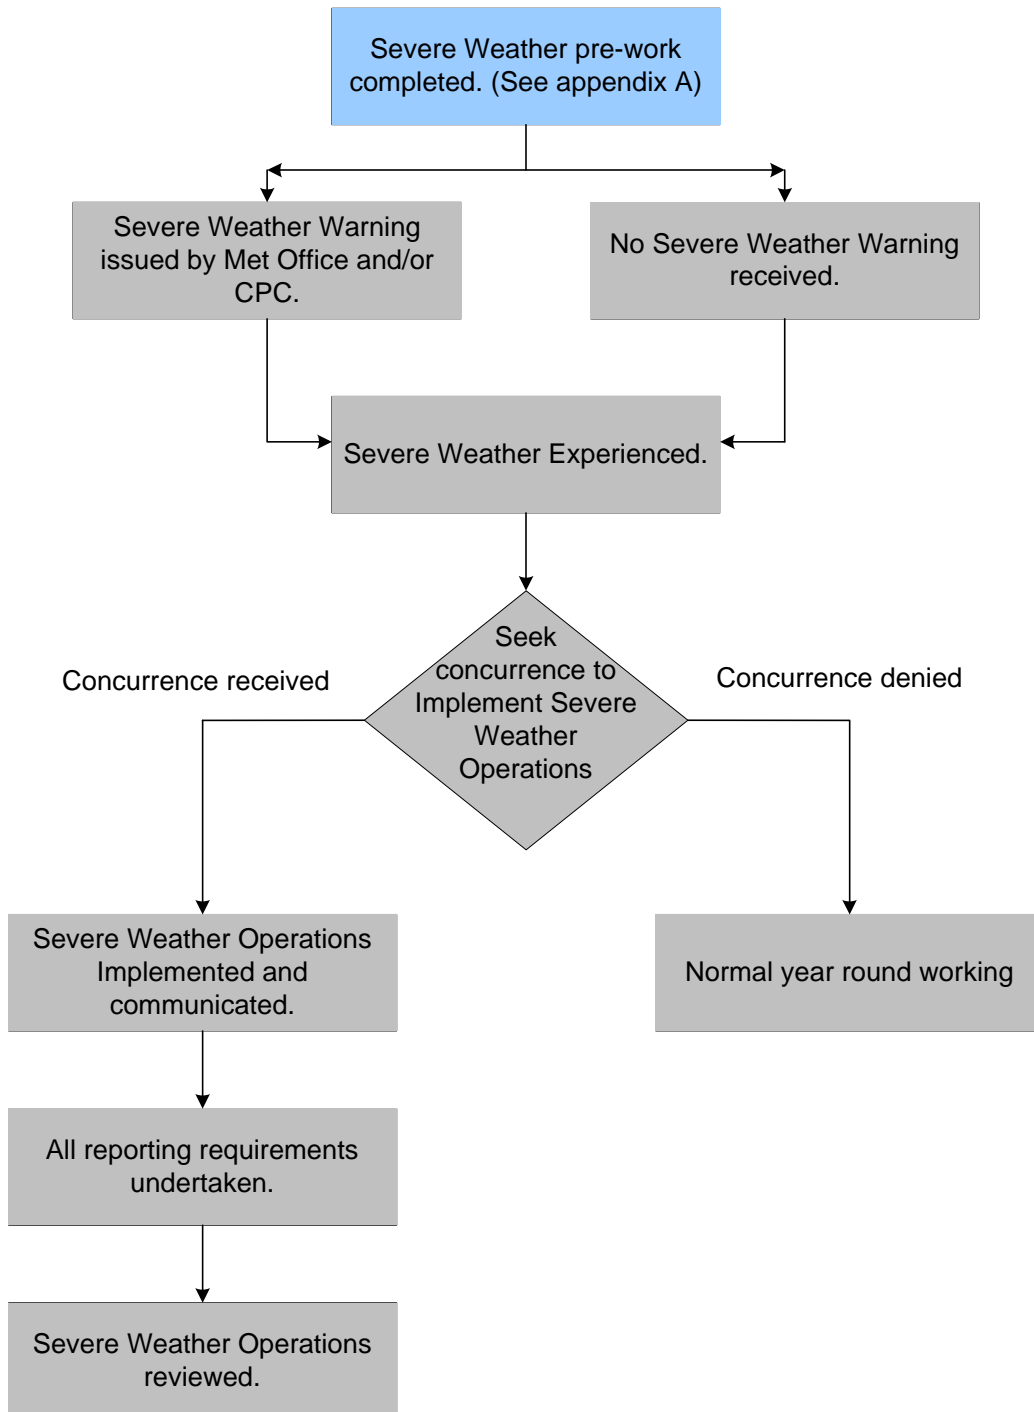 Severe Weather pre-work
completed. (See appendix A)
Severe Weather Warning
issued by Met Office and/or
CPC.
No Severe Weather Warning
received.
Severe Weather Experienced.
Seek
concurrence to
Implement Severe
Weather
Operations
Concurrence received
Concurrence denied
Severe Weather Operations
Implemented and
communicated.
Normal year round working
All reporting requirements
undertaken.
Severe Weather Operations
reviewed.